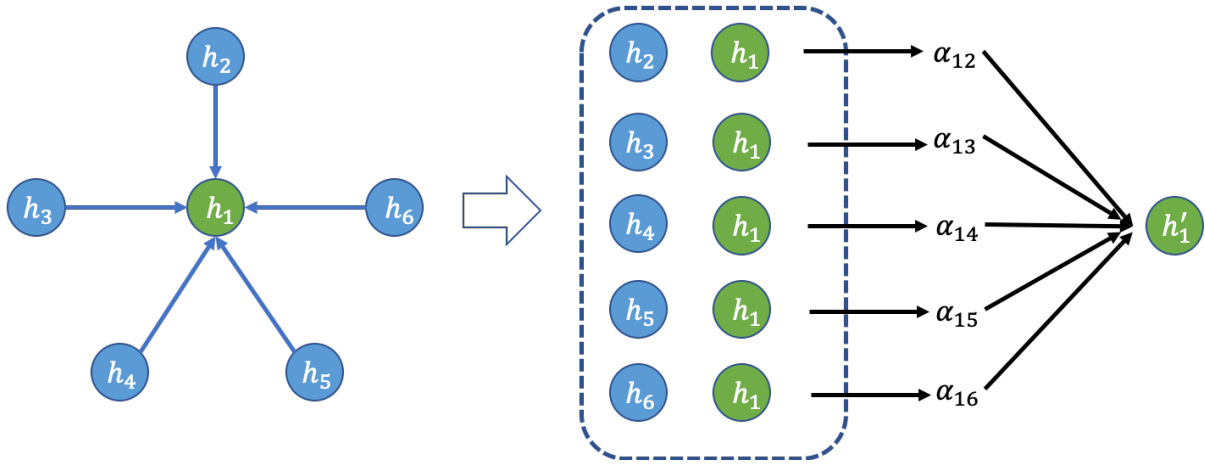 h₂
h₃ h₁ h₆
h₄ h₅
h₂ h₁ α₁₂
h₃ h₁ α₁₃
h₄ h₁ α₁₄ h′₁
h₅ h₁ α₁₅
h₆ h₁ α₁₆